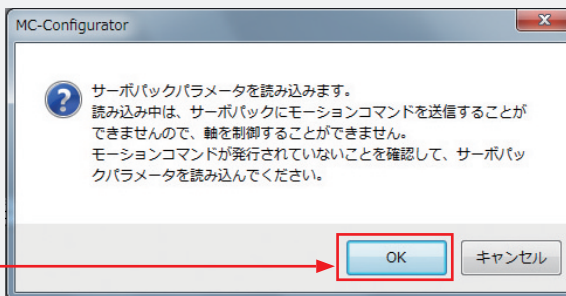 MC-Configurator
サーボパックパラメータを読み込みます。
読み込み中は、サーボパックにモーションコマンドを送信することが
できませんので、軸を制御することができません。
モーションコマンドが発行されていないことを確認して、サーボパッ
クパラメータを読み込んでください。
OK
キャンセル